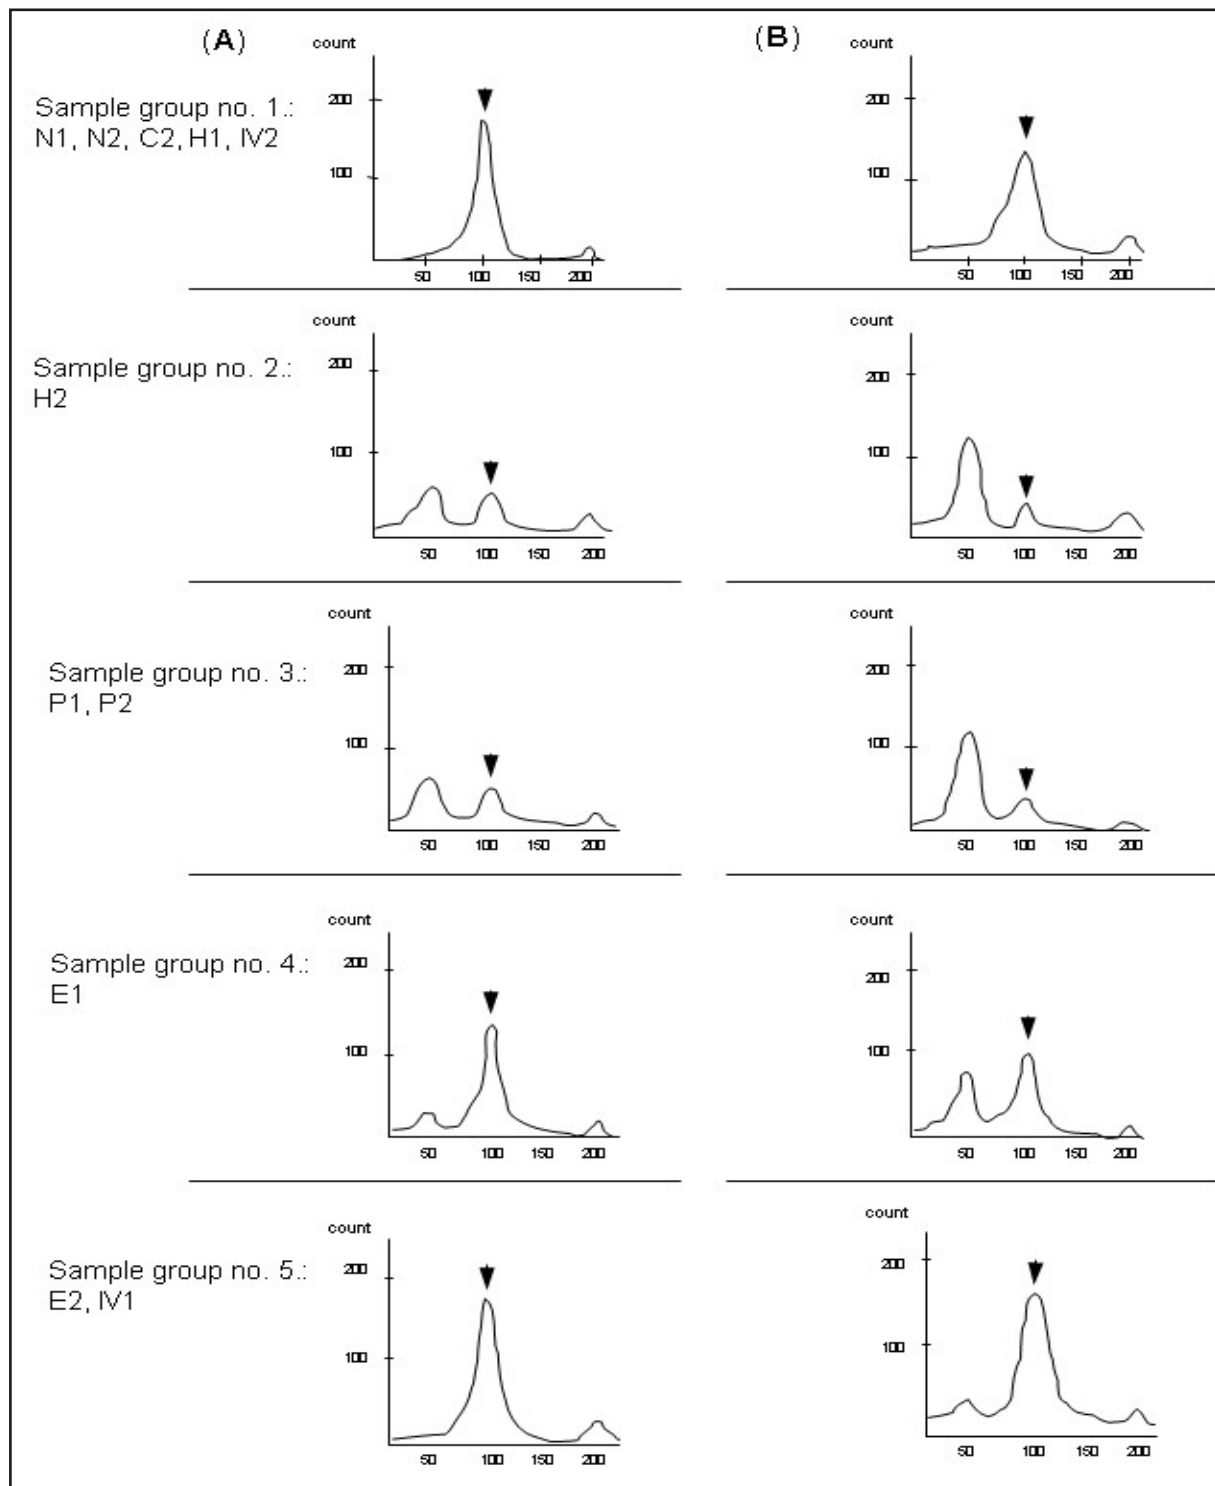 (A) (B)
count count
Sample group no. 1.:
N1, N2, C2, H1, IV2
200 200
100 100
50 100 150 200 50 100 150 200
count count
Sample group no. 2.:
H2
200 200
100 100
50 100 150 200 50 100 150 200
count count
Sample group no. 3.:
P1, P2
200 200
100 100
50 100 150 200 50 100 150 200
count count
Sample group no. 4.:
E1
200 200
100 100
50 100 150 200 50 100 150 200
count count
Sample group no. 5.:
E2, IV1
200 200
100 100
50 100 150 200 50 100 150 200